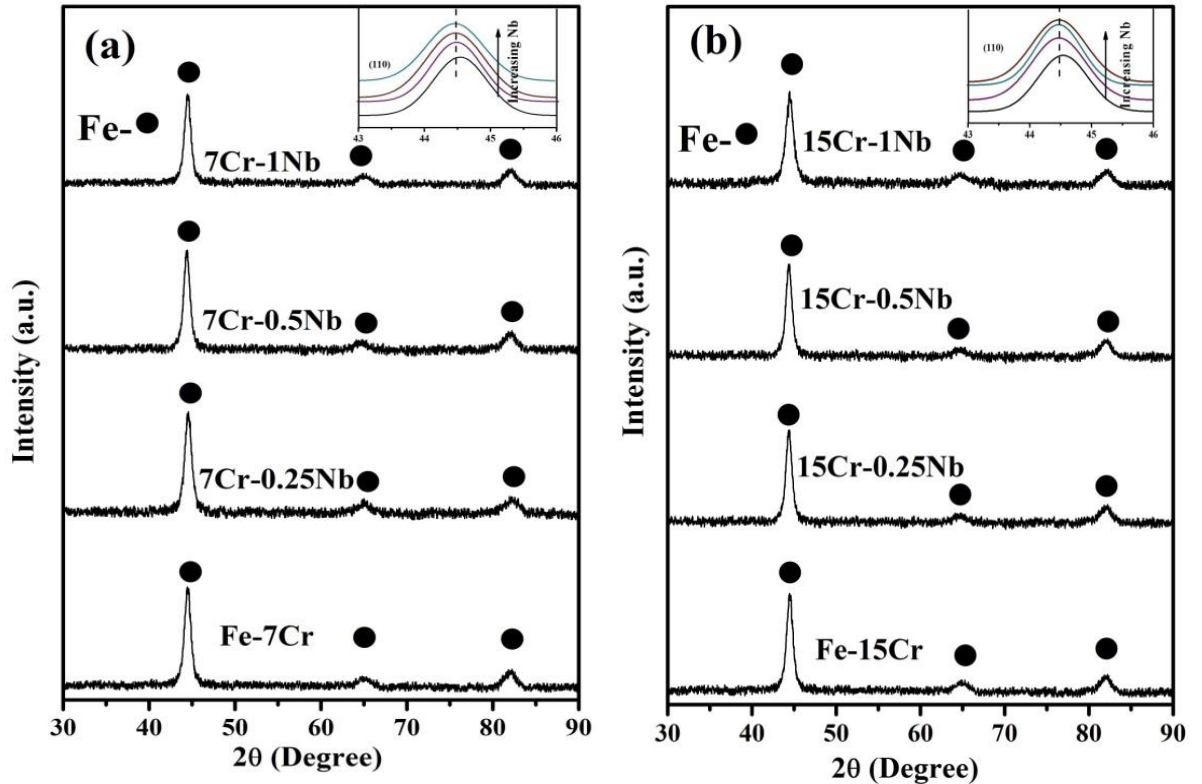 (a)
(110)
Increasing Nb
43 44 45 46
Fe-
7Cr-1Nb
7Cr-0.5Nb
7Cr-0.25Nb
Fe-7Cr
Intensity (a.u.)
30 40 50 60 70 80 90
2θ (Degree)
(b)
(110)
Increasing Nb
43 44 45 46
Fe-
15Cr-1Nb
15Cr-0.5Nb
15Cr-0.25Nb
Fe-15Cr
Intensity (a.u.)
30 40 50 60 70 80 90
2θ (Degree)